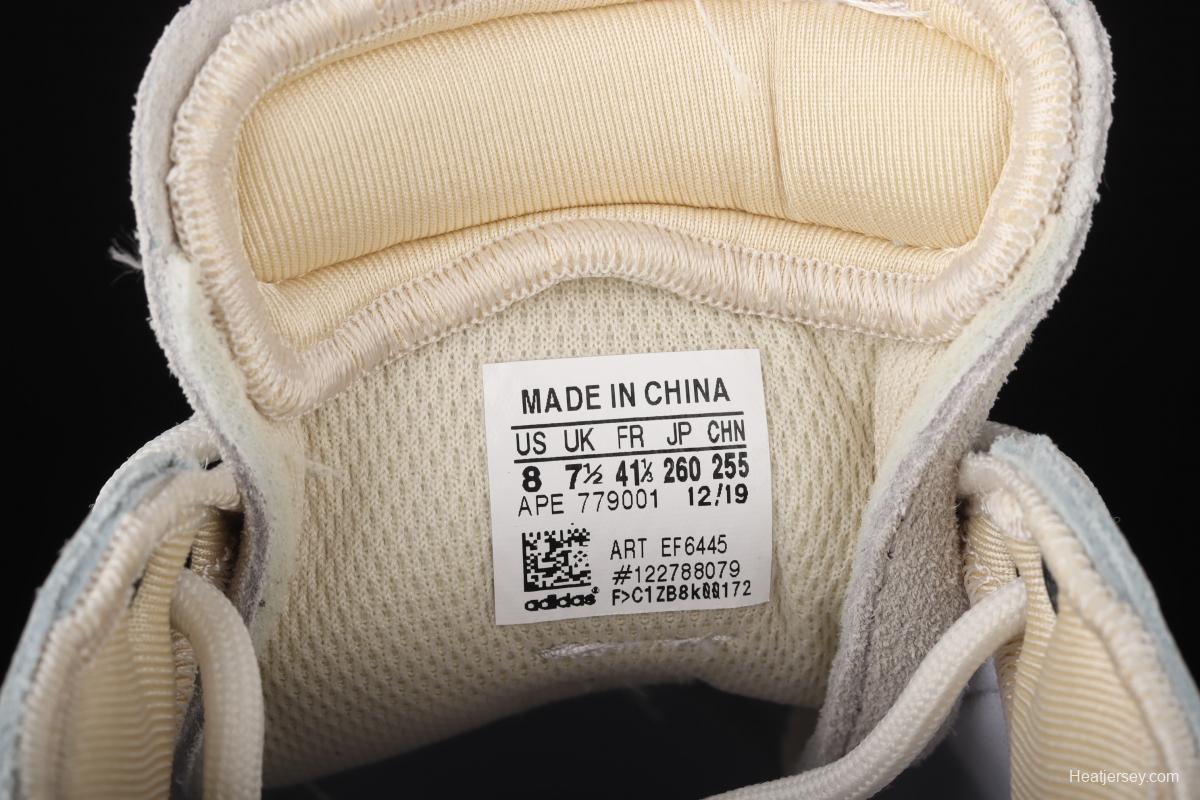 MADE IN CHINA
US UK FR JP CHN
8 7½ 41⅓ 260 255
APE 779001 12/19
ART EF6445
#122788079
adidas® F>C1ZB8k00172
Heatjersey.com